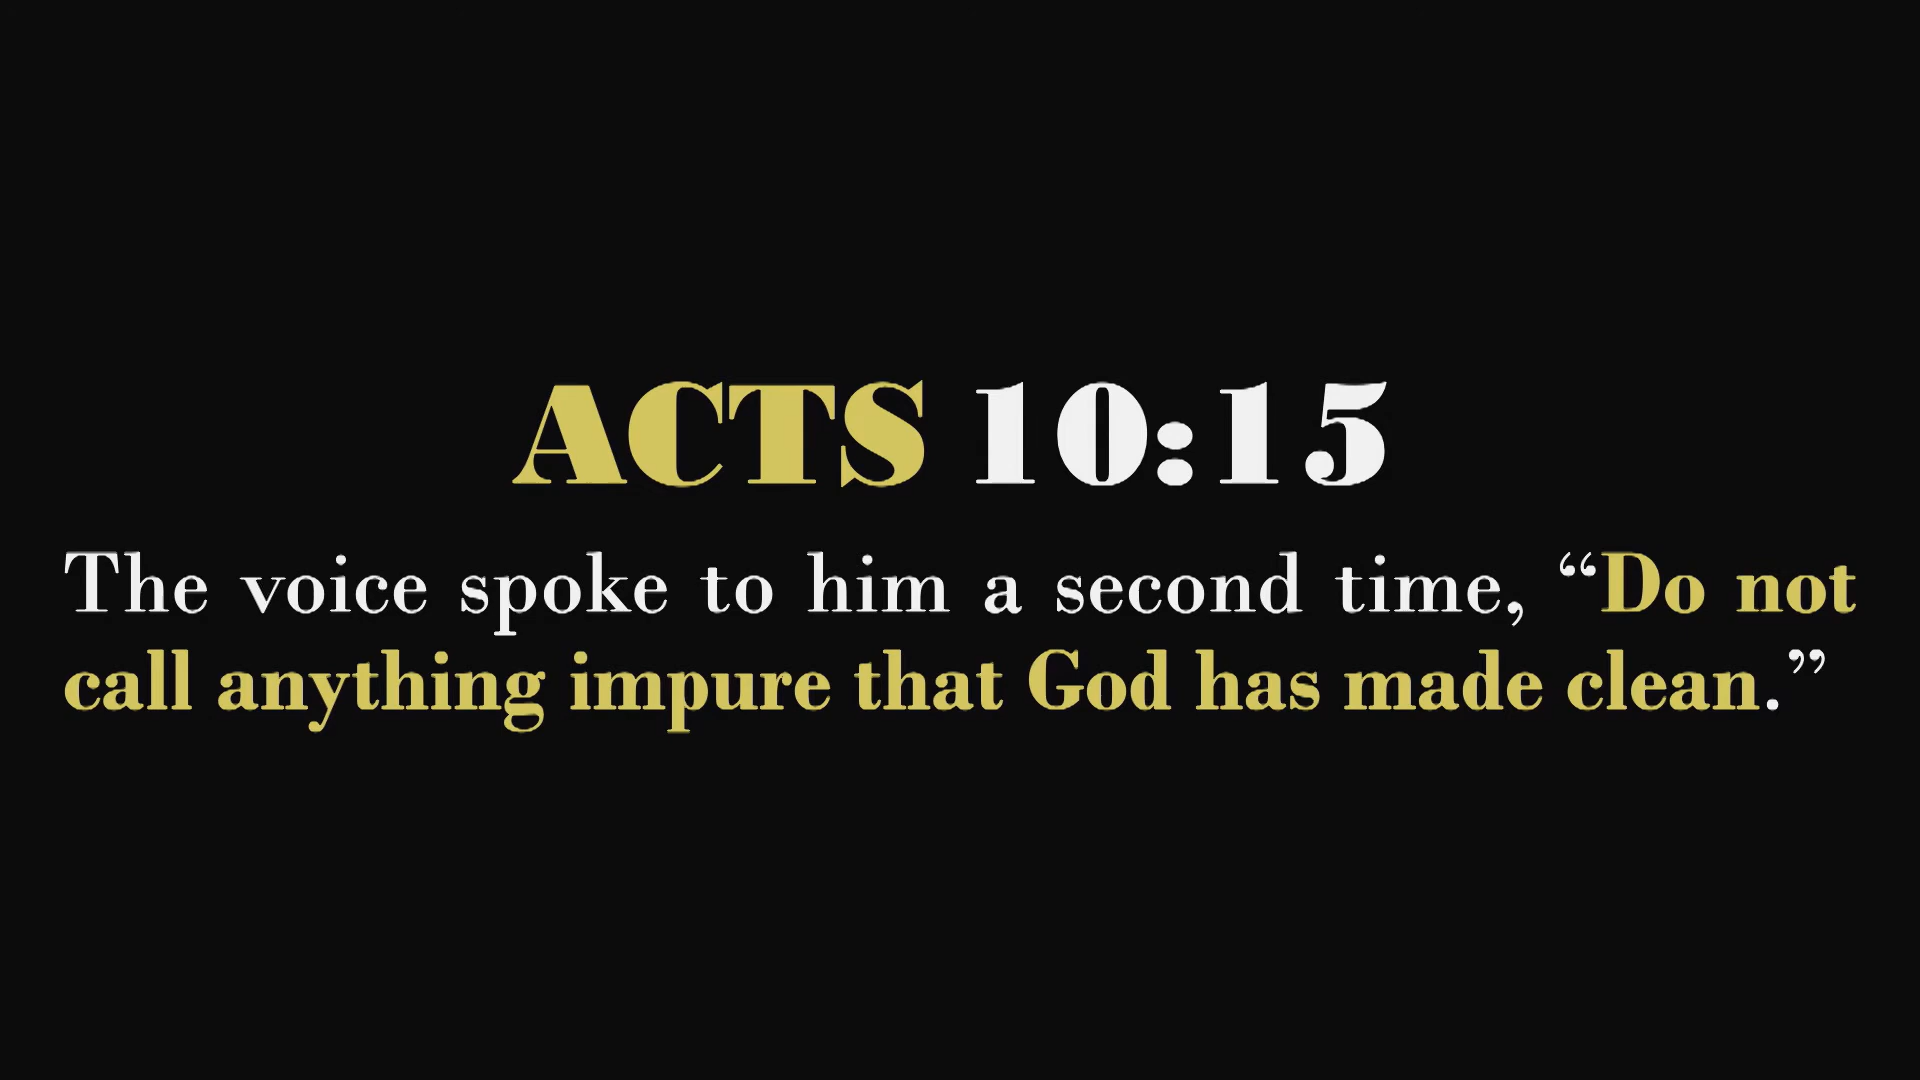 ACTS 10:15
The voice spoke to him a second time, “Do not
call anything impure that God has made clean.”